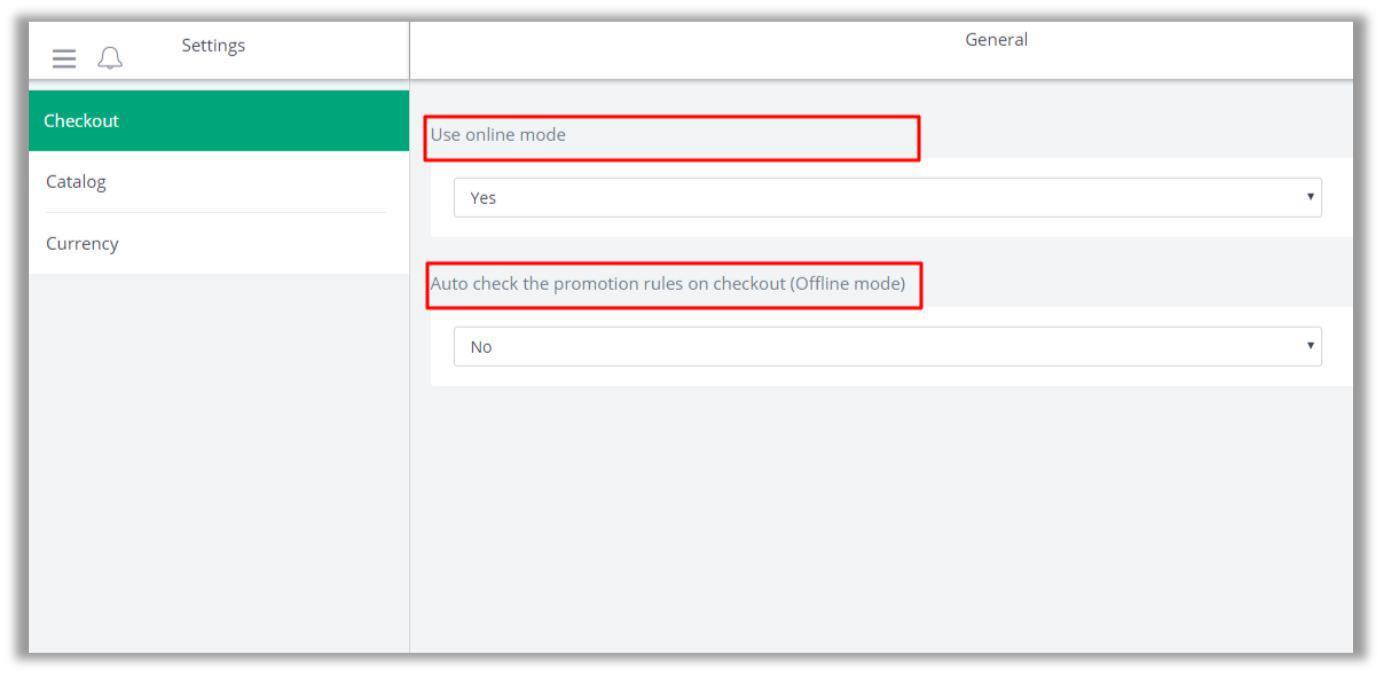 Settings
General
Checkout
Catalog
Currency
Use online mode
Yes
Auto check the promotion rules on checkout (Offline mode)
No